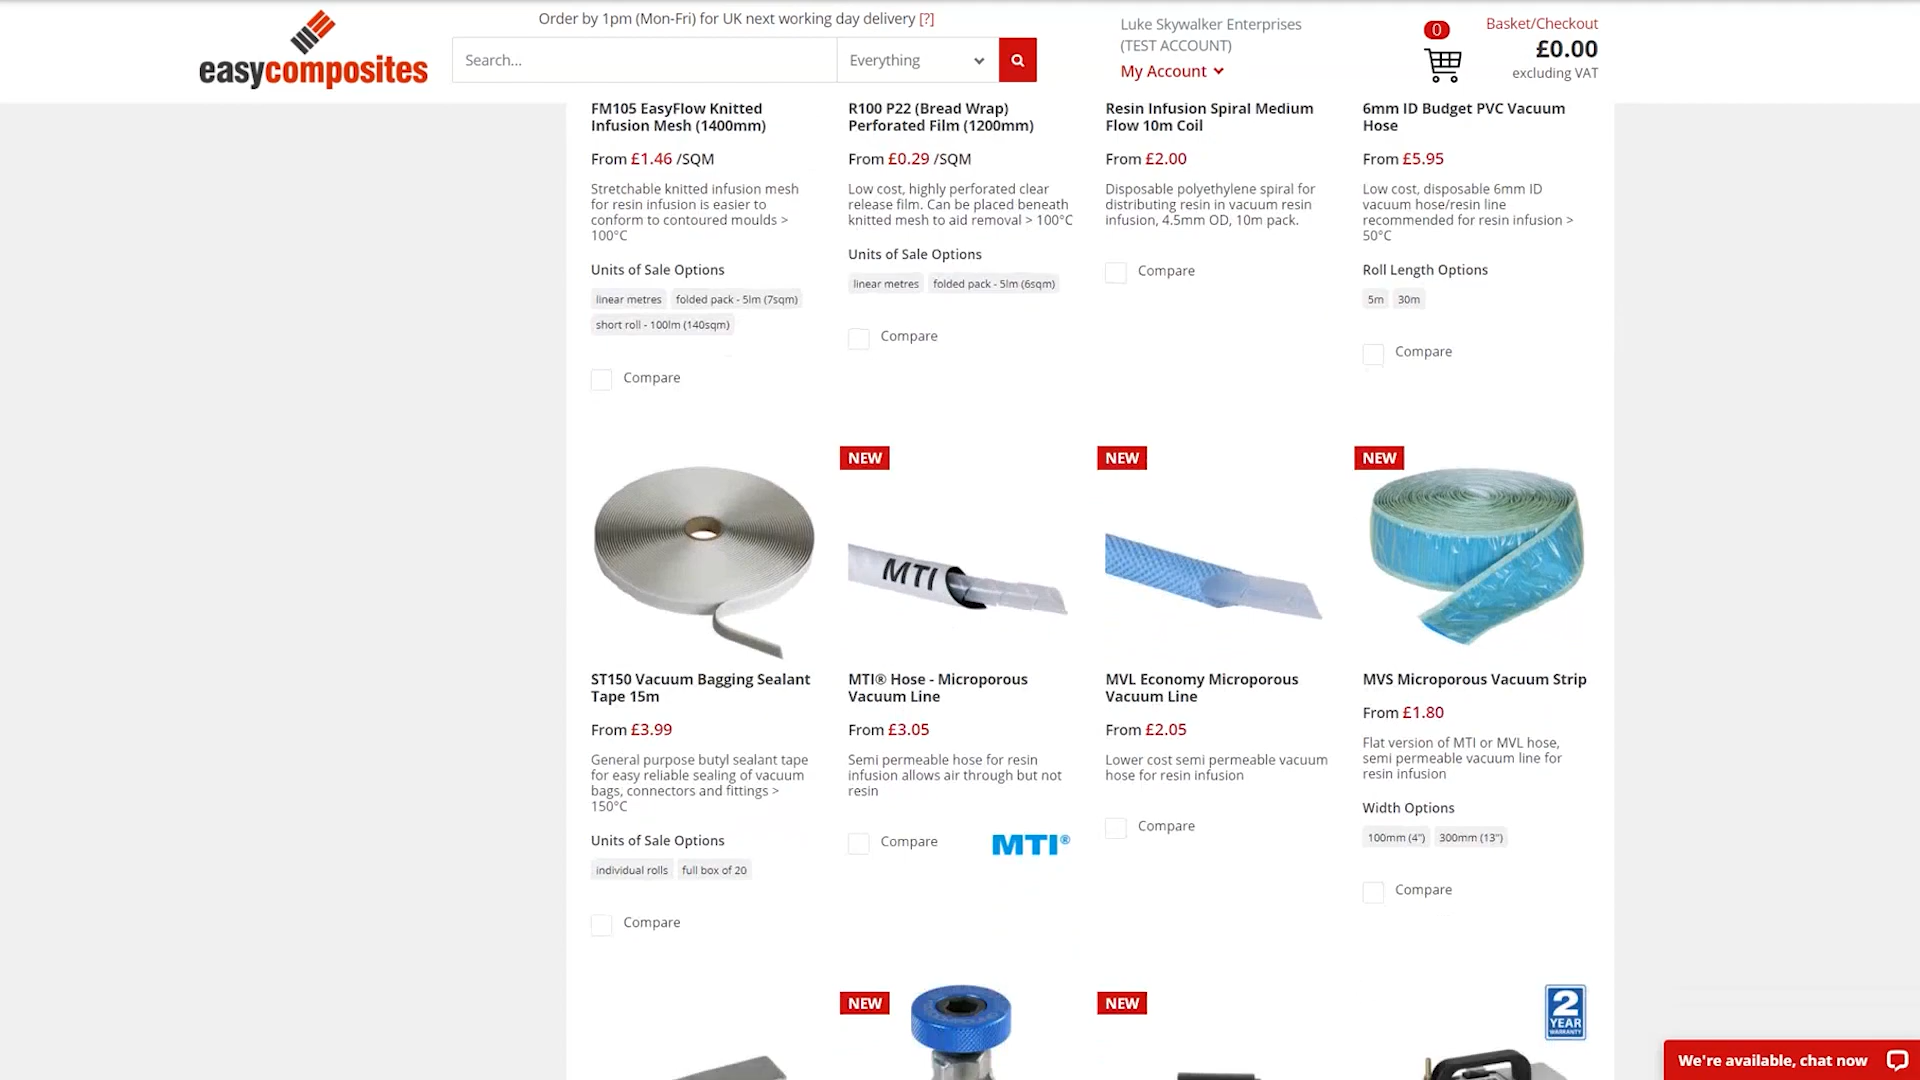 Order by 1pm (Mon-Fri) for UK next working day delivery [?]
easycomposites
Search...
Everything
Luke Skywalker Enterprises
(TEST ACCOUNT)
My Account
0
Basket/Checkout
£0.00
excluding VAT
FM105 EasyFlow Knitted
Infusion Mesh (1400mm)
From £1.46 /SQM
Stretchable knitted infusion mesh
for resin infusion is easier to
conform to contoured moulds >
100°C
Units of Sale Options
linear metres
folded pack - 5lm (7sqm)
short roll - 100lm (140sqm)
Compare
R100 P22 (Bread Wrap)
Perforated Film (1200mm)
From £0.29 /SQM
Low cost, highly perforated clear
release film. Can be placed beneath
knitted mesh to aid removal > 100°C
Units of Sale Options
linear metres
folded pack - 5lm (6sqm)
Compare
Resin Infusion Spiral Medium
Flow 10m Coil
From £2.00
Disposable polyethylene spiral for
distributing resin in vacuum resin
infusion, 4.5mm OD, 10m pack.
Compare
6mm ID Budget PVC Vacuum
Hose
From £5.95
Low cost, disposable 6mm ID
vacuum hose/resin line
recommended for resin infusion >
50°C
Roll Length Options
5m
30m
Compare
ST150 Vacuum Bagging Sealant
Tape 15m
From £3.99
General purpose butyl sealant tape
for easy reliable sealing of vacuum
bags, connectors and fittings >
150°C
Units of Sale Options
individual rolls
full box of 20
Compare
NEW
MTI
MTI® Hose - Microporous
Vacuum Line
From £3.05
Semi permeable hose for resin
infusion allows air through but not
resin
Compare
MTI®
NEW
MVL Economy Microporous
Vacuum Line
From £2.05
Lower cost semi permeable vacuum
hose for resin infusion
Compare
NEW
MVS Microporous Vacuum Strip
From £1.80
Flat version of MTI or MVL hose,
semi permeable vacuum line for
resin infusion
Width Options
100mm (4")
300mm (13")
Compare
NEW
NEW
2
YEAR
WARRANTY
We're available, chat now